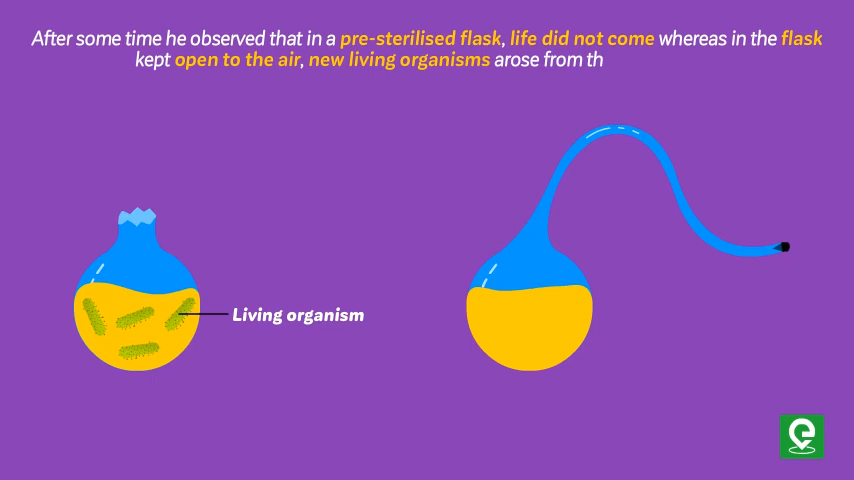 After some time he observed that in a pre-sterilised flask, life did not come whereas in the flask
kept open to the air, new living organisms arose from th
Living organism